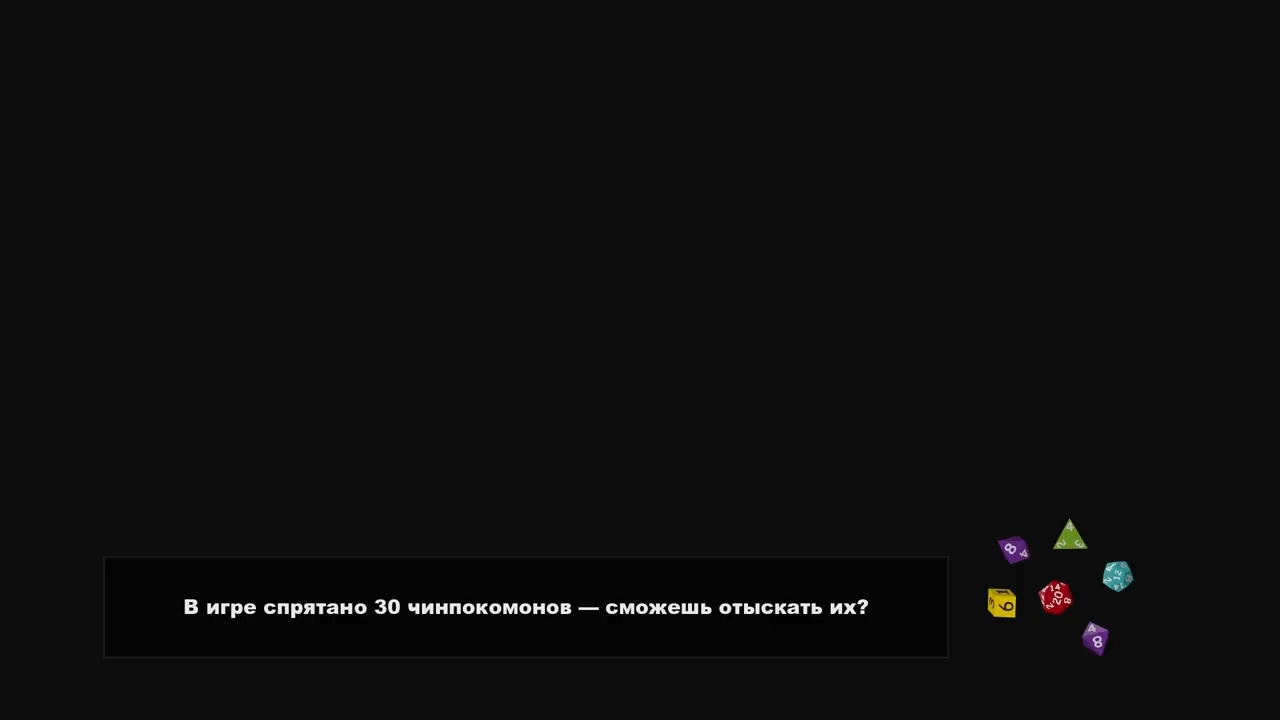 В игре спрятано 30 чинпокомонов — сможешь отыскать их?